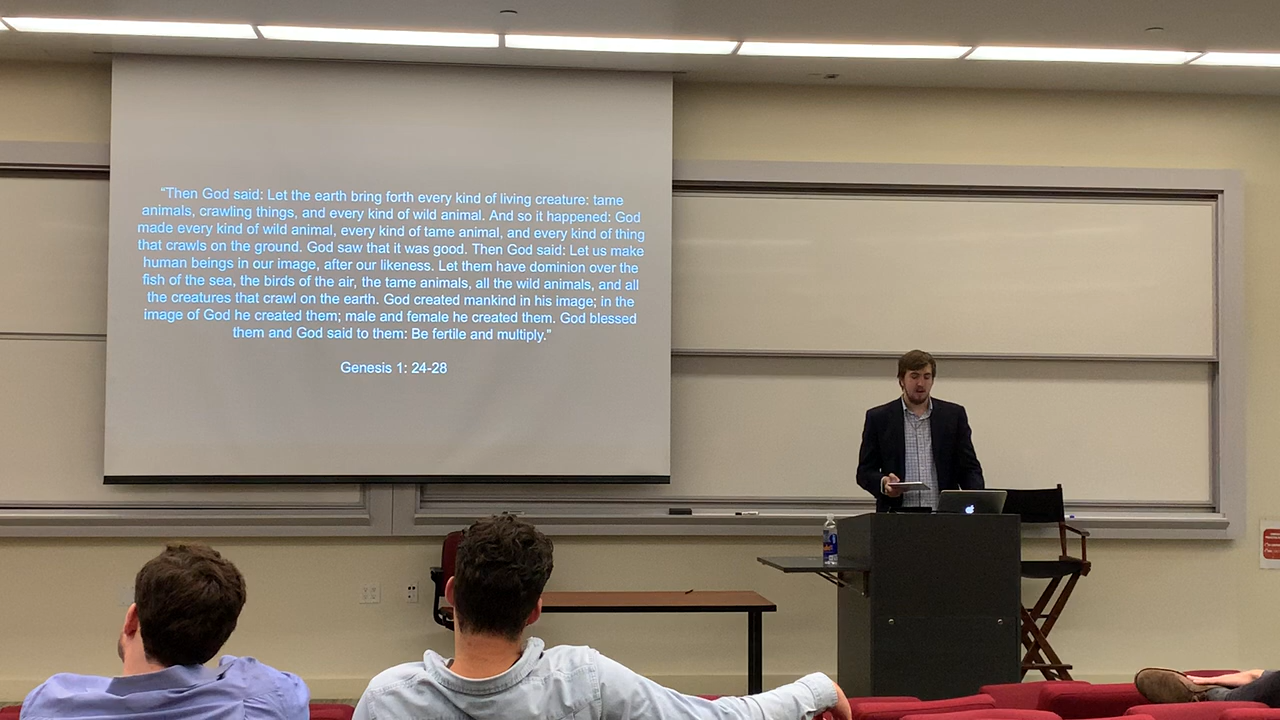 “Then God said: Let the earth bring forth every kind of living creature: tame
animals, crawling things, and every kind of wild animal. And so it happened: God
made every kind of wild animal, every kind of tame animal, and every kind of thing
that crawls on the ground. God saw that it was good. Then God said: Let us make
human beings in our image, after our likeness. Let them have dominion over the
fish of the sea, the birds of the air, the tame animals, all the wild animals, and all
the creatures that crawl on the earth. God created mankind in his image; in the
image of God he created them; male and female he created them. God blessed
them and God said to them: Be fertile and multiply.”
Genesis 1: 24-28